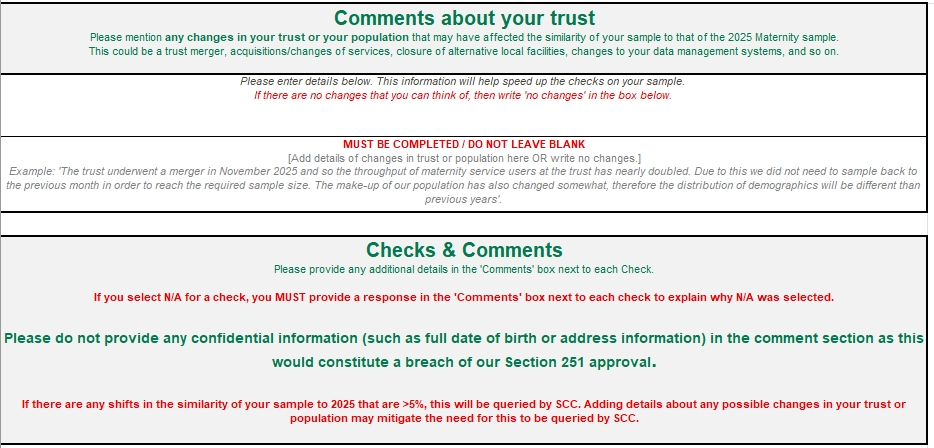 Comments about your trust
Please mention any changes in your trust or your population that may have affected the similarity of your sample to that of the 2025 Maternity sample.
This could be a trust merger, acquisitions/changes of services, closure of alternative local facilities, changes to your data management systems, and so on.
Please enter details below. This information will help speed up the checks on your sample.
If there are no changes that you can think of, then write 'no changes' in the box below.
MUST BE COMPLETED / DO NOT LEAVE BLANK
[Add details of changes in trust or population here OR write no changes.]
Example: 'The trust underwent a merger in November 2025 and so the throughput of maternity service users at the trust has nearly doubled. Due to this we did not need to sample back to
the previous month in order to reach the required sample size. The make-up of our population has also changed somewhat, therefore the distribution of demographics will be different than
previous years'.
Checks & Comments
Please provide any additional details in the 'Comments' box next to each Check.
If you select N/A for a check, you MUST provide a response in the 'Comments' box next to each check to explain why N/A was selected.
Please do not provide any confidential information (such as full date of birth or address information) in the comment section as this
would constitute a breach of our Section 251 approval.
If there are any shifts in the similarity of your sample to 2025 that are >5%, this will be queried by SCC. Adding details about any possible changes in your trust or
population may mitigate the need for this to be queried by SCC.